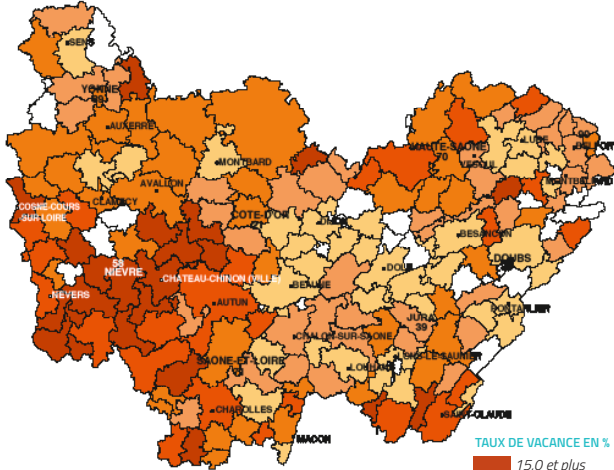 SENS
YONNE
89
AUXERRE
AVALLON
CLAMECY
COSNE-COURS
SUR-LOIRE
58
NIEVRE
NEVERS
CHÂTEAU-CHINON (VILLE)
MONTBARD
COTE-D'OR
21
BEAUNE
AUTUN
SAONE-ET-LOIRE
CHALON-SUR-SAONE
LOUHANS
CHAROLLES
MACON
HAUTE-SAONE
70
VESOUL
LURE
90
BELFORT
MONTBELIARD
BESANCON
DOUBS
DOLE
PONTARLIER
JURA
39
LONS-LE-SAUNIER
SAINT-CLAUDE
TAUX DE VACANCE EN %
15.0 et plus